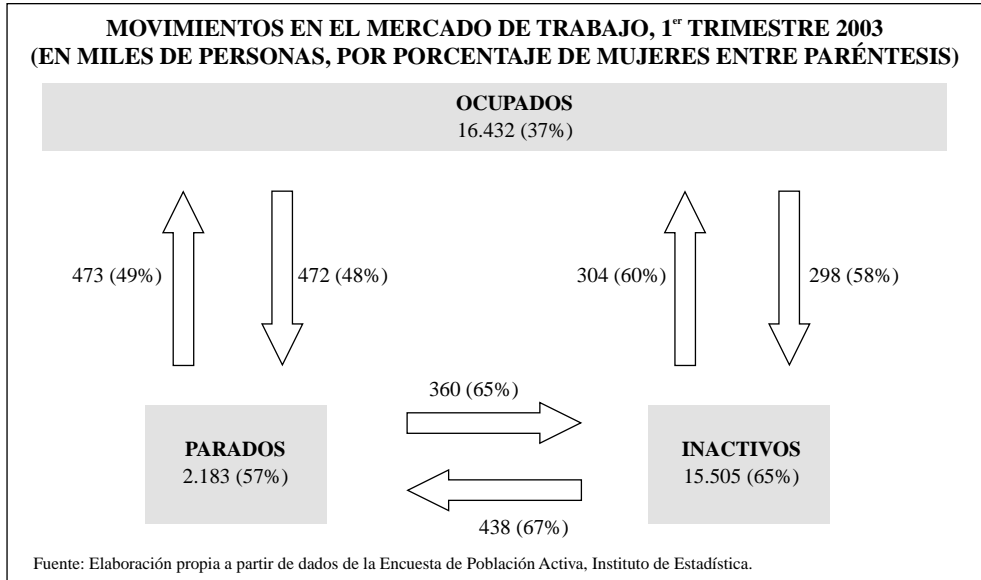 MOVIMIENTOS EN EL MERCADO DE TRABAJO, 1er TRIMESTRE 2003
(EN MILES DE PERSONAS, POR PORCENTAJE DE MUJERES ENTRE PARÉNTESIS)
OCUPADOS
16.432 (37%)
473 (49%)
472 (48%)
304 (60%)
298 (58%)
360 (65%)
PARADOS
2.183 (57%)
INACTIVOS
15.505 (65%)
438 (67%)
Fuente: Elaboración propia a partir de dados de la Encuesta de Población Activa, Instituto de Estadística.